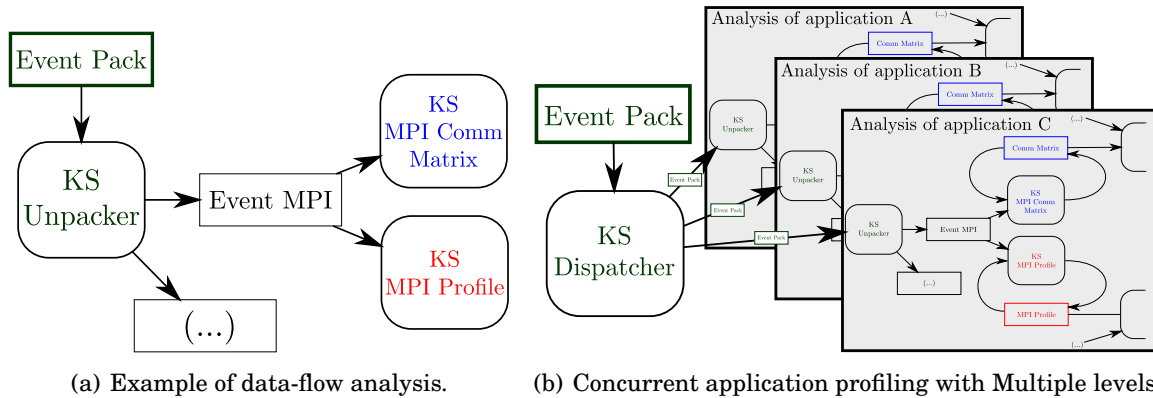 Event Pack
KS
Unpacker
Event MPI
(...)
KS
MPI Comm
Matrix
KS
MPI Profile
(a) Example of data-flow analysis.
Event Pack
KS
Dispatcher
Event Pack
Event Pack
Event Pack
Analysis of application A
(...)
Comm Matrix
KS
Unpacker
Analysis of application B
(...)
Comm Matrix
KS
Unpacker
Analysis of application C
(...)
Comm Matrix
KS
MPI Comm
Matrix
KS
Unpacker
Event MPI
(...)
KS
MPI Profile
MPI Profile
(...)
(b) Concurrent application profiling with Multiple levels